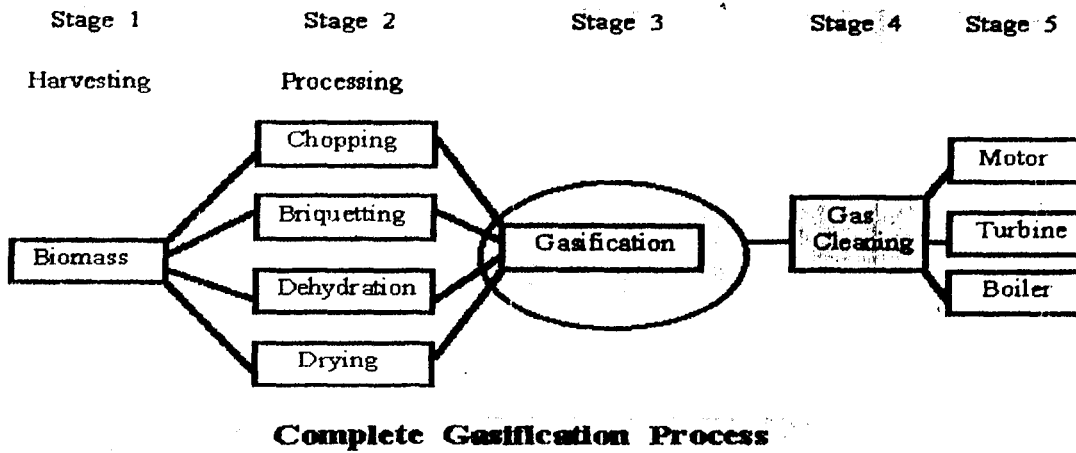 Stage 1
Stage 2
Stage 3
Stage 4
Stage 5
Harvesting
Processing
Biomass
Chopping
Briquetting
Dehydration
Drying
Gasification
Gas
Cleaning
Motor
Turbine
Boiler
Complete Gasification Process